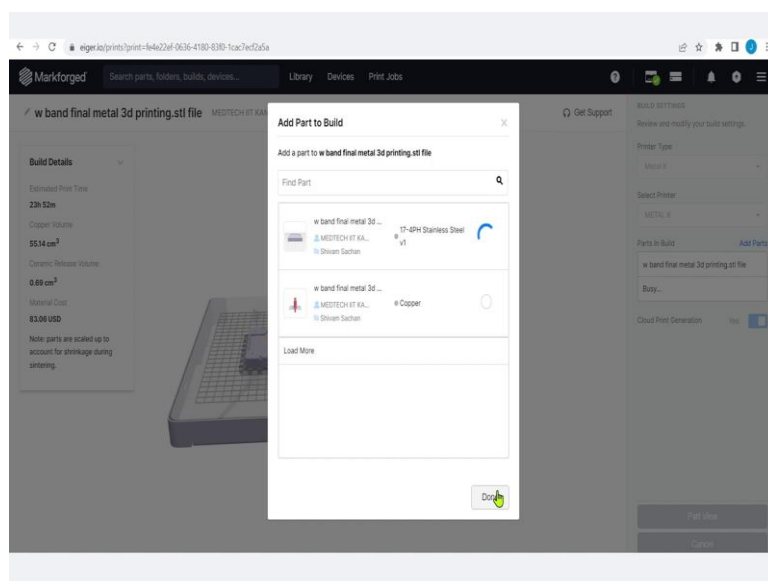 eiger.io/prints?print=fe4e22ef-0636-4180-83f0-1cac7ecf2a5a
Markforged
Search parts, folders, builds, devices...
Library Devices Print Jobs
w band final metal 3d printing.stl file MEDTECH IIT KAN
Get Support
Build Details
Estimated Print Time
23h 52m
Copper Volume
55.14 cm³
Ceramic Release Volume
0.69 cm³
Material Cost
83.06 USD
Note: parts are scaled up to
account for shrinkage during
sintering.
Add Part to Build
Add a part to w band final metal 3d printing.stl file
Find Part
w band final metal 3d ...
MEDTECH IIT KA...
Shivam Sachan
17-4PH Stainless Steel
v1
w band final metal 3d ...
MEDTECH IIT KA...
Shivam Sachan
Copper
Load More
Done
BUILD SETTINGS
Review and modify your build settings.
Printer Type
Metal X
Select Printer
METAL X
Parts in Build Add Parts
w band final metal 3d printing.stl file
Busy...
Cloud Print Generation Yes
Part View
Cancel